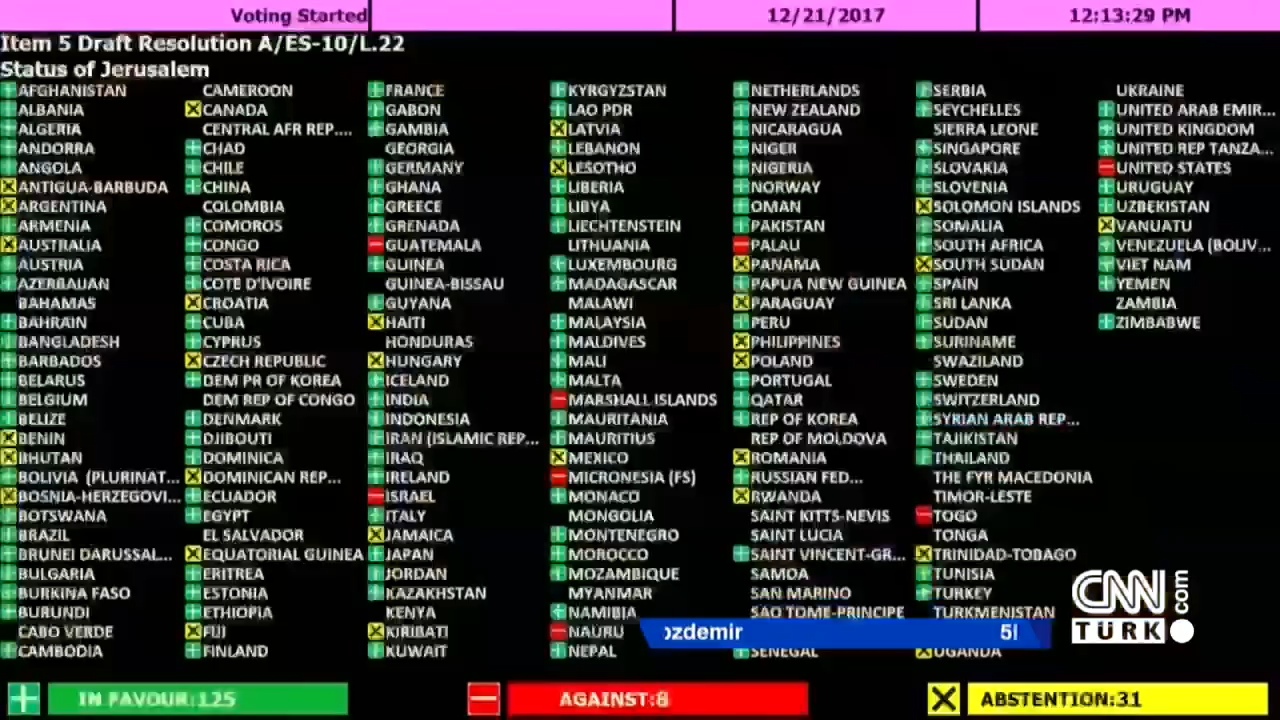 Voting Started 12/21/2017 12:13:29 PM
Item 5 Draft Resolution A/ES-10/L.22
Status of Jerusalem
AFGHANISTAN
ALBANIA
ALGERIA
ANDORRA
ANGOLA
ANTIGUA-BARBUDA
ARGENTINA
ARMENIA
AUSTRALIA
AUSTRIA
AZERBAIJAN
BAHAMAS
BAHRAIN
BANGLADESH
BARBADOS
BELARUS
BELGIUM
BELIZE
BENIN
BHUTAN
BOLIVIA (PLURINAT...
BOSNIA-HERZEGOVI...
BOTSWANA
BRAZIL
BRUNEI DARUSSAL...
BULGARIA
BURKINA FASO
BURUNDI
CABO VERDE
CAMBODIA
CAMEROON
CANADA
CENTRAL AFR REP....
CHAD
CHILE
CHINA
COLOMBIA
COMOROS
CONGO
COSTA RICA
COTE D'IVOIRE
CROATIA
CUBA
CYPRUS
CZECH REPUBLIC
DEM PR OF KOREA
DEM REP OF CONGO
DENMARK
DJIBOUTI
DOMINICA
DOMINICAN REP...
ECUADOR
EGYPT
EL SALVADOR
EQUATORIAL GUINEA
ERITREA
ESTONIA
ETHIOPIA
FIJI
FINLAND
FRANCE
GABON
GAMBIA
GEORGIA
GERMANY
GHANA
GREECE
GRENADA
GUATEMALA
GUINEA
GUINEA-BISSAU
GUYANA
HAITI
HONDURAS
HUNGARY
ICELAND
INDIA
INDONESIA
IRAN (ISLAMIC REP...
IRAQ
IRELAND
ISRAEL
ITALY
JAMAICA
JAPAN
JORDAN
KAZAKHSTAN
KENYA
KIRIBATI
KUWAIT
KYRGYZSTAN
LAO PDR
LATVIA
LEBANON
LESOTHO
LIBERIA
LIBYA
LIECHTENSTEIN
LITHUANIA
LUXEMBOURG
MADAGASCAR
MALAWI
MALAYSIA
MALDIVES
MALI
MALTA
MARSHALL ISLANDS
MAURITANIA
MAURITIUS
MEXICO
MICRONESIA (FS)
MONACO
MONGOLIA
MONTENEGRO
MOROCCO
MOZAMBIQUE
MYANMAR
NAMIBIA
NAURU
NEPAL
NETHERLANDS
NEW ZEALAND
NICARAGUA
NIGER
NIGERIA
NORWAY
OMAN
PAKISTAN
PALAU
PANAMA
PAPUA NEW GUINEA
PARAGUAY
PERU
PHILIPPINES
POLAND
PORTUGAL
QATAR
REP OF KOREA
REP OF MOLDOVA
ROMANIA
RUSSIAN FED...
RWANDA
SAINT KITTS-NEVIS
SAINT LUCIA
SAINT VINCENT-GR...
SAMOA
SAN MARINO
SAO TOME-PRINCIPE
SENEGAL
SERBIA
SEYCHELLES
SIERRA LEONE
SINGAPORE
SLOVAKIA
SLOVENIA
SOLOMON ISLANDS
SOMALIA
SOUTH AFRICA
SOUTH SUDAN
SPAIN
SRI LANKA
SUDAN
SURINAME
SWAZILAND
SWEDEN
SWITZERLAND
SYRIAN ARAB REP...
TAJIKISTAN
THAILAND
THE FYR MACEDONIA
TIMOR-LESTE
TOGO
TONGA
TRINIDAD-TOBAGO
TUNISIA
TURKEY
TURKMENISTAN
UGANDA
UKRAINE
UNITED ARAB EMIR...
UNITED KINGDOM
UNITED REP TANZA...
UNITED STATES
URUGUAY
UZBEKISTAN
VANUATU
VENEZUELA (BOLIV...
VIET NAM
YEMEN
ZAMBIA
ZIMBABWE
ozdemir
CNN.com
TÜRK
IN FAVOUR:125 AGAINST:8 ABSTENTION:31